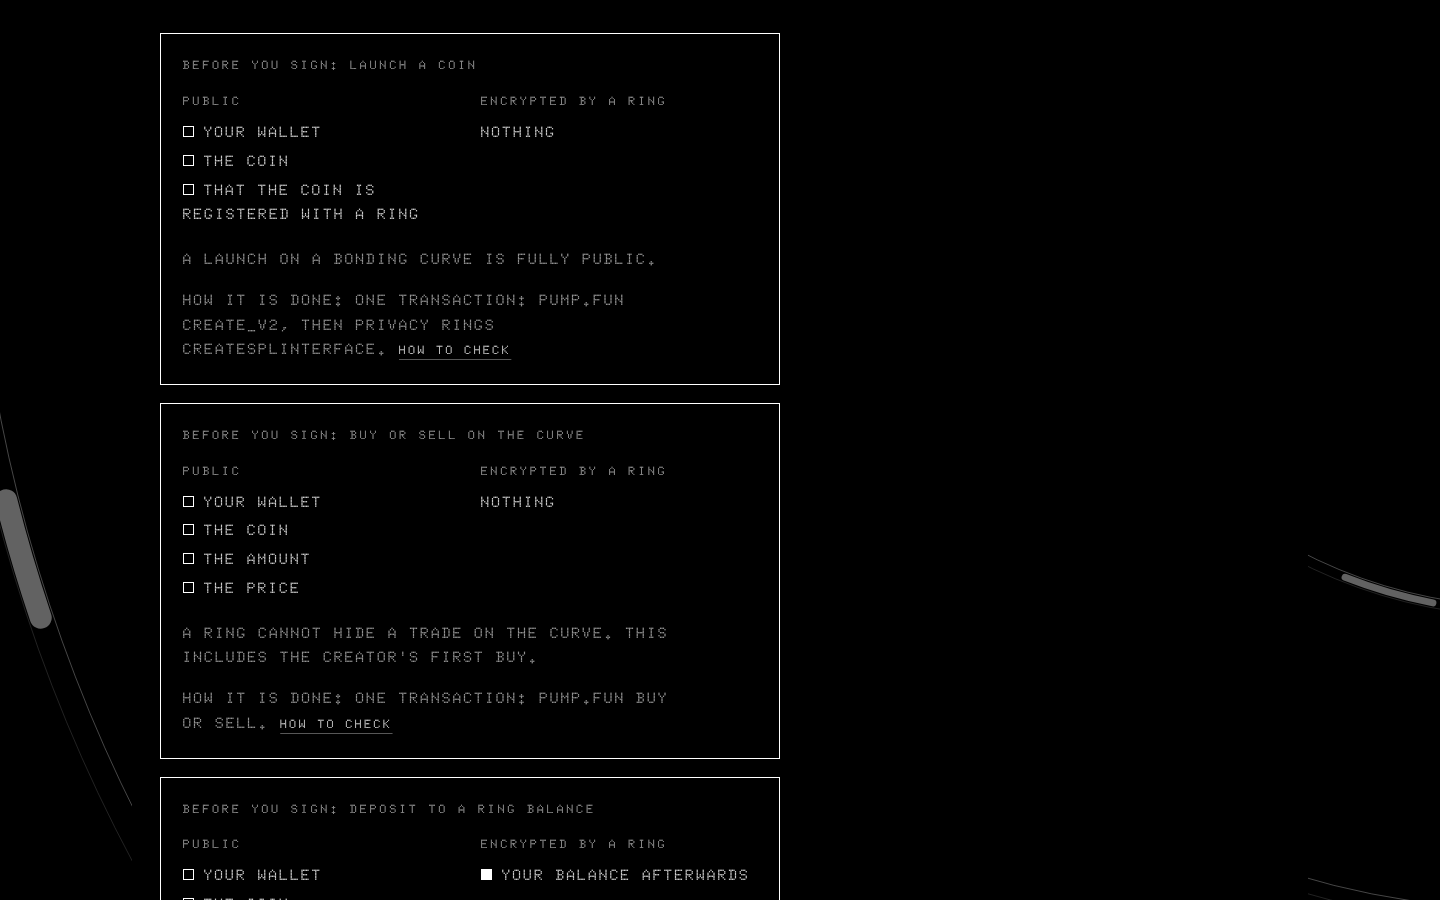 BEFORE YOU SIGN: LAUNCH A COIN
PUBLIC
ENCRYPTED BY A RING
YOUR WALLET
NOTHING
THE COIN
THAT THE COIN IS
REGISTERED WITH A RING
A LAUNCH ON A BONDING CURVE IS FULLY PUBLIC.
HOW IT IS DONE: ONE TRANSACTION: PUMP.FUN
CREATE_V2, THEN PRIVACY RINGS
CREATESPLINTERFACE. HOW TO CHECK
BEFORE YOU SIGN: BUY OR SELL ON THE CURVE
PUBLIC
ENCRYPTED BY A RING
YOUR WALLET
NOTHING
THE COIN
THE AMOUNT
THE PRICE
A RING CANNOT HIDE A TRADE ON THE CURVE. THIS
INCLUDES THE CREATOR'S FIRST BUY.
HOW IT IS DONE: ONE TRANSACTION: PUMP.FUN BUY
OR SELL. HOW TO CHECK
BEFORE YOU SIGN: DEPOSIT TO A RING BALANCE
PUBLIC
ENCRYPTED BY A RING
YOUR WALLET
YOUR BALANCE AFTERWARDS